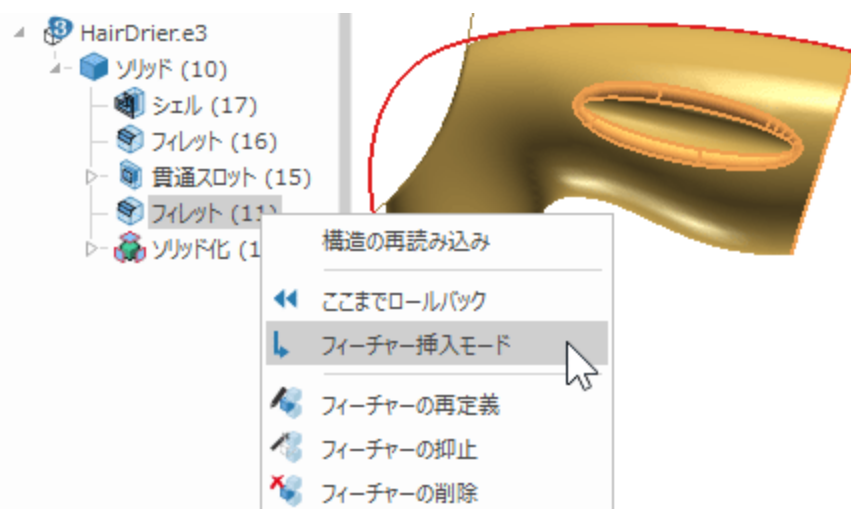 HairDrier.e3
ソリッド (10)
シェル (17)
フィレット (16)
貫通スロット (15)
フィレット (11)
ソリッド化 (1
構造の再読み込み
ここまでロールバック
フィーチャー挿入モード
フィーチャーの再定義
フィーチャーの抑止
フィーチャーの削除